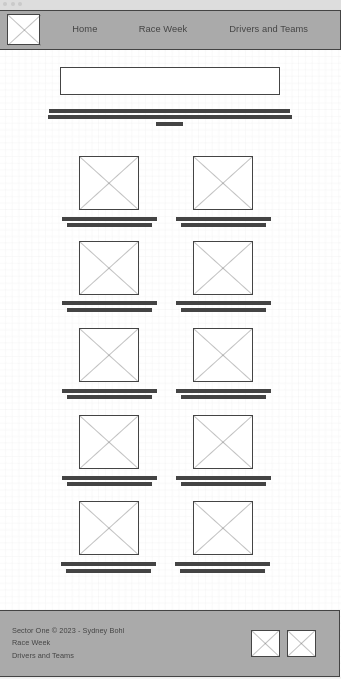 Home Race Week Drivers and Teams
Sector One © 2023 - Sydney Bohl
Race Week
Drivers and Teams